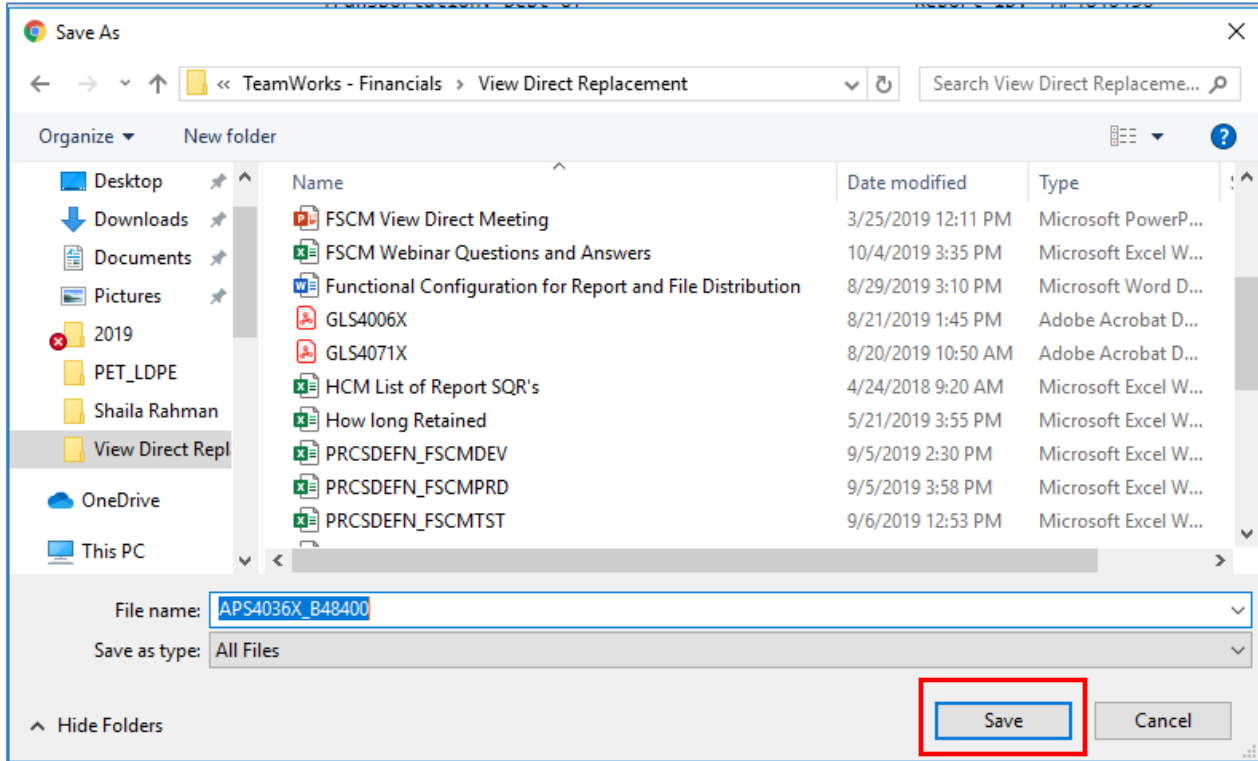 Save As
« TeamWorks - Financials > View Direct Replacement
Search View Direct Replaceme...
Organize
New folder
?
Name
Date modified
Type
Desktop
Downloads
Documents
Pictures
2019
PET_LDPE
Shaila Rahman
View Direct Repl
OneDrive
This PC
FSCM View Direct Meeting 3/25/2019 12:11 PM Microsoft PowerP...
FSCM Webinar Questions and Answers 10/4/2019 3:35 PM Microsoft Excel W...
Functional Configuration for Report and File Distribution 8/29/2019 3:10 PM Microsoft Word D...
GLS4006X 8/21/2019 1:45 PM Adobe Acrobat D...
GLS4071X 8/20/2019 10:50 AM Adobe Acrobat D...
HCM List of Report SQR's 4/24/2018 9:20 AM Microsoft Excel W...
How long Retained 5/21/2019 3:55 PM Microsoft Excel W...
PRCSDEFN_FSCMDEV 9/5/2019 2:30 PM Microsoft Excel W...
PRCSDEFN_FSCMPRD 9/5/2019 3:58 PM Microsoft Excel W...
PRCSDEFN_FSCMTST 9/6/2019 12:53 PM Microsoft Excel W...
File name: APS4036X_B48400
Save as type: All Files
Hide Folders
Save
Cancel